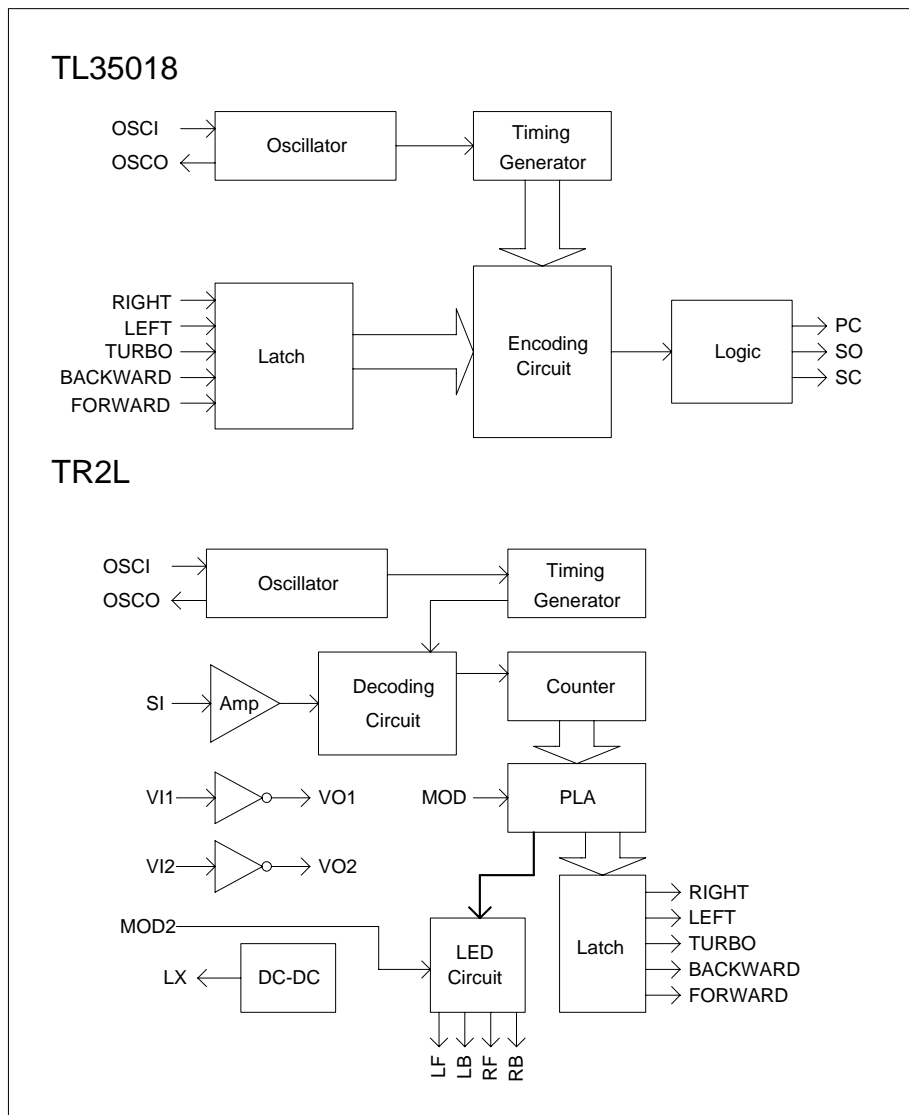 TL35018
OSCI
OSCO
Oscillator
Timing
Generator
RIGHT
LEFT
TURBO
BACKWARD
FORWARD
Latch
Encoding
Circuit
Logic
PC
SO
SC
TR2L
OSCI
OSCO
Oscillator
Timing
Generator
SI
Amp
Decoding
Circuit
Counter
VI1
VO1
MOD
PLA
VI2
VO2
MOD2
LX
DC-DC
LED
Circuit
Latch
RIGHT
LEFT
TURBO
BACKWARD
FORWARD
LF
LB
RF
RB